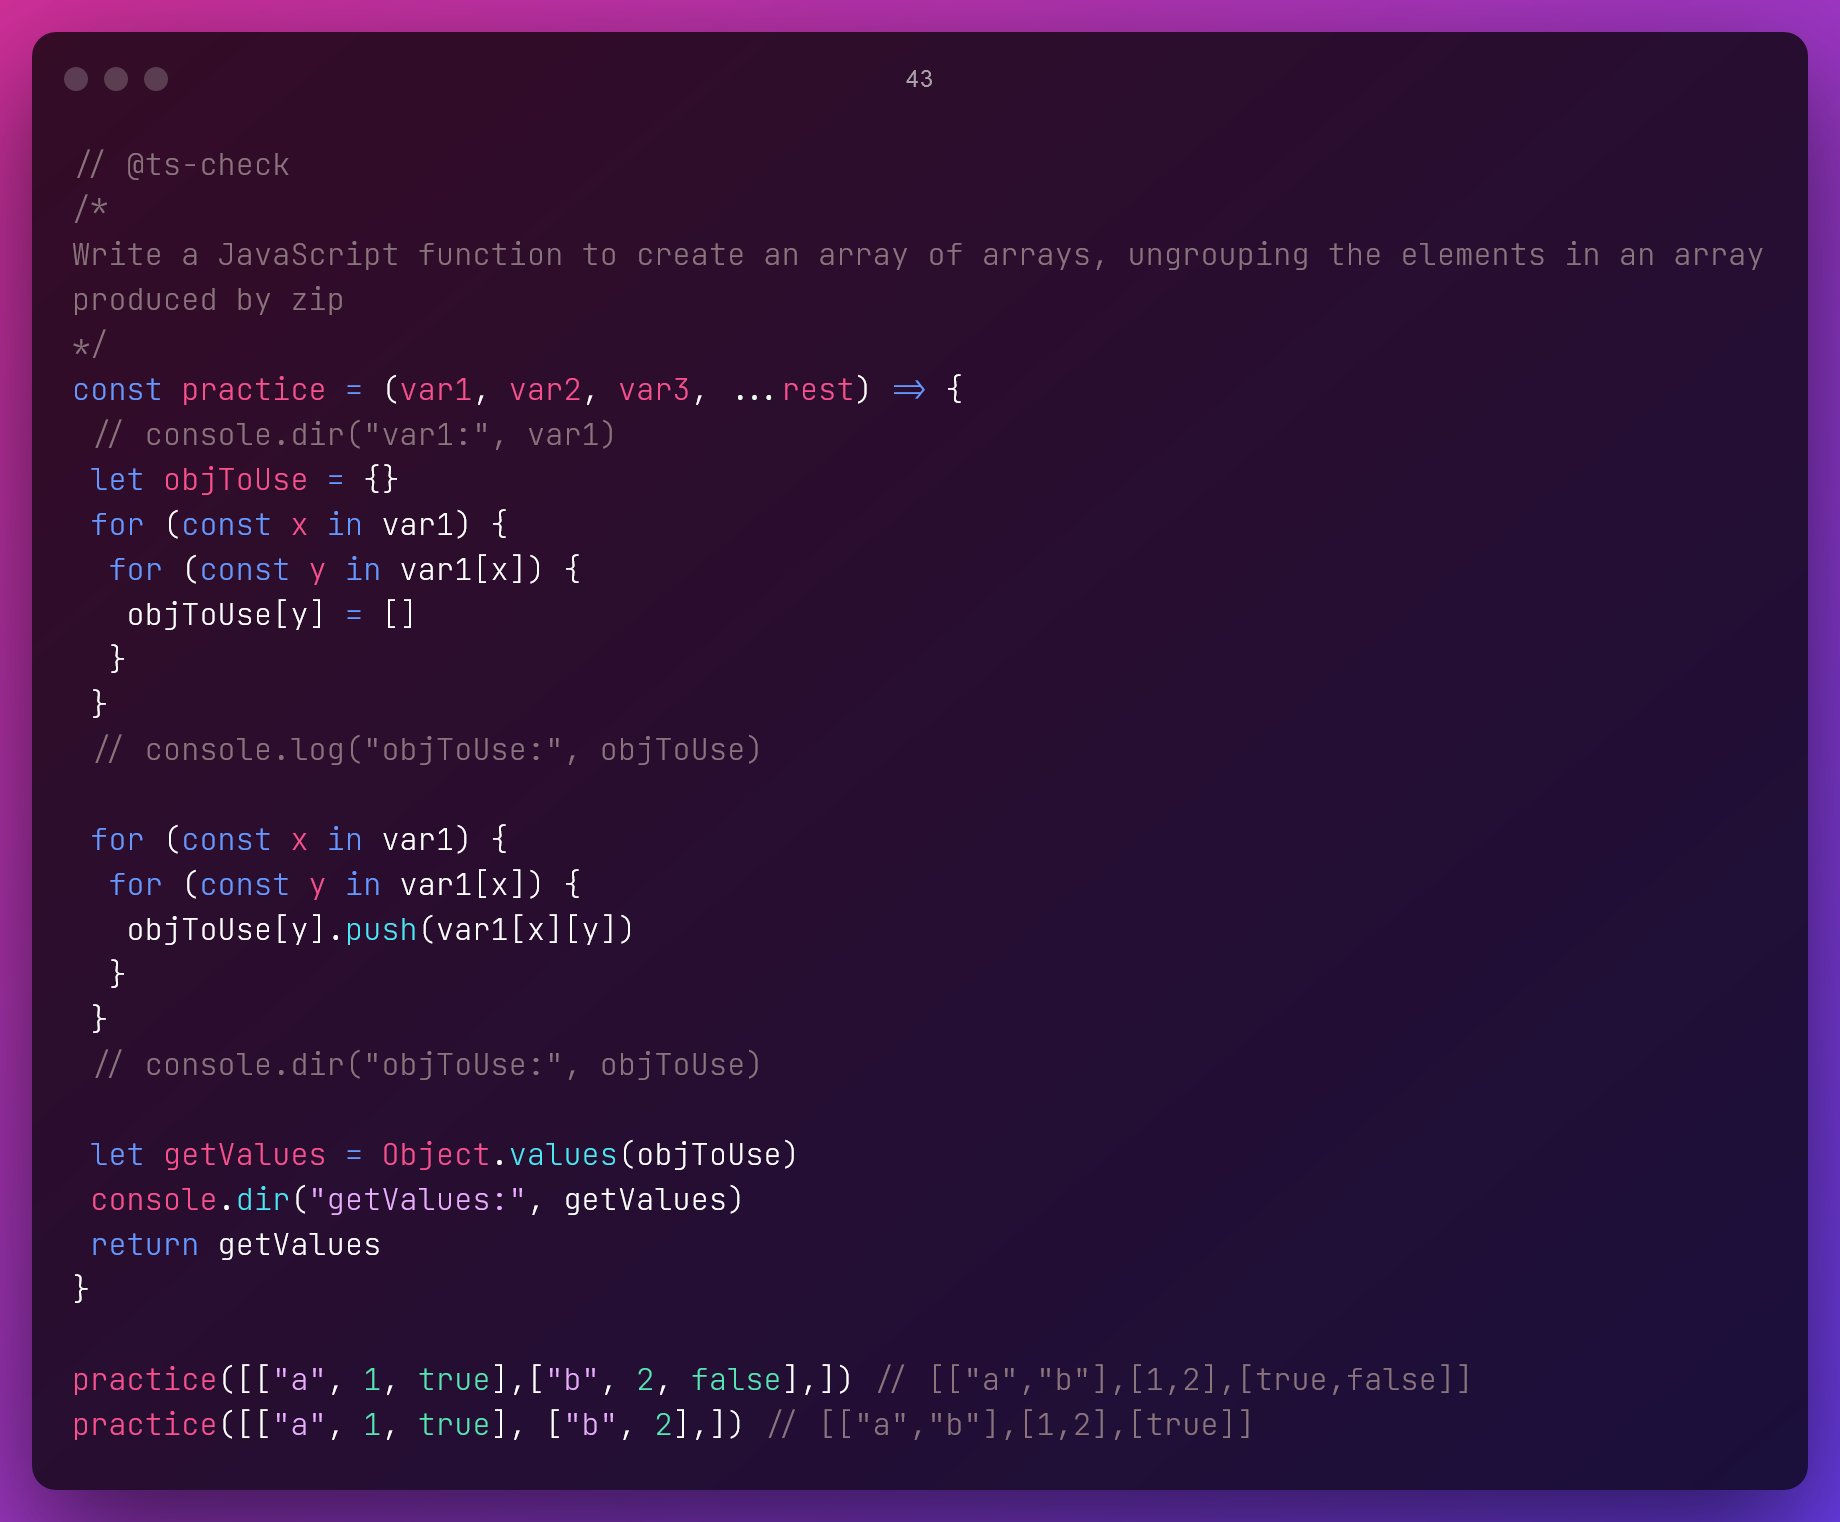 43
// @ts-check
/*
Write a JavaScript function to create an array of arrays, ungrouping the elements in an array
produced by zip
*/
const practice = (var1, var2, var3, ...rest) => {
 // console.dir("var1:", var1)
 let objToUse = {}
 for (const x in var1) {
  for (const y in var1[x]) {
   objToUse[y] = []
  }
 }
 // console.log("objToUse:", objToUse)

 for (const x in var1) {
  for (const y in var1[x]) {
   objToUse[y].push(var1[x][y])
  }
 }
 // console.dir("objToUse:", objToUse)

 let getValues = Object.values(objToUse)
 console.dir("getValues:", getValues)
 return getValues
}

practice([["a", 1, true],["b", 2, false],]) // [["a","b"],[1,2],[true,false]]
practice([["a", 1, true], ["b", 2],]) // [["a","b"],[1,2],[true]]